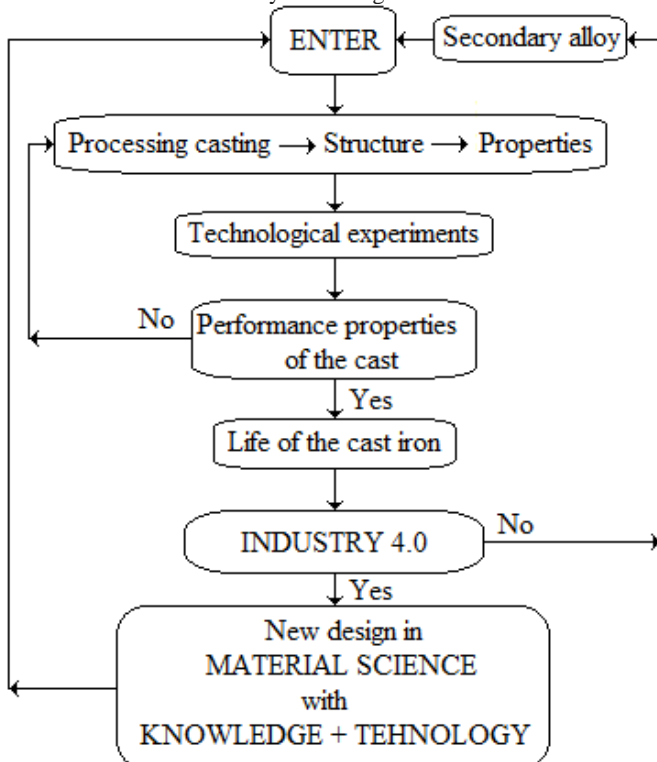 ENTER
Secondary alloy
Processing casting → Structure → Properties
Technological experiments
No
Performance properties
of the cast
Yes
Life of the cast iron
INDUSTRY 4.0
No
Yes
New design in
MATERIAL SCIENCE
with
KNOWLEDGE + TEHNOLOGY